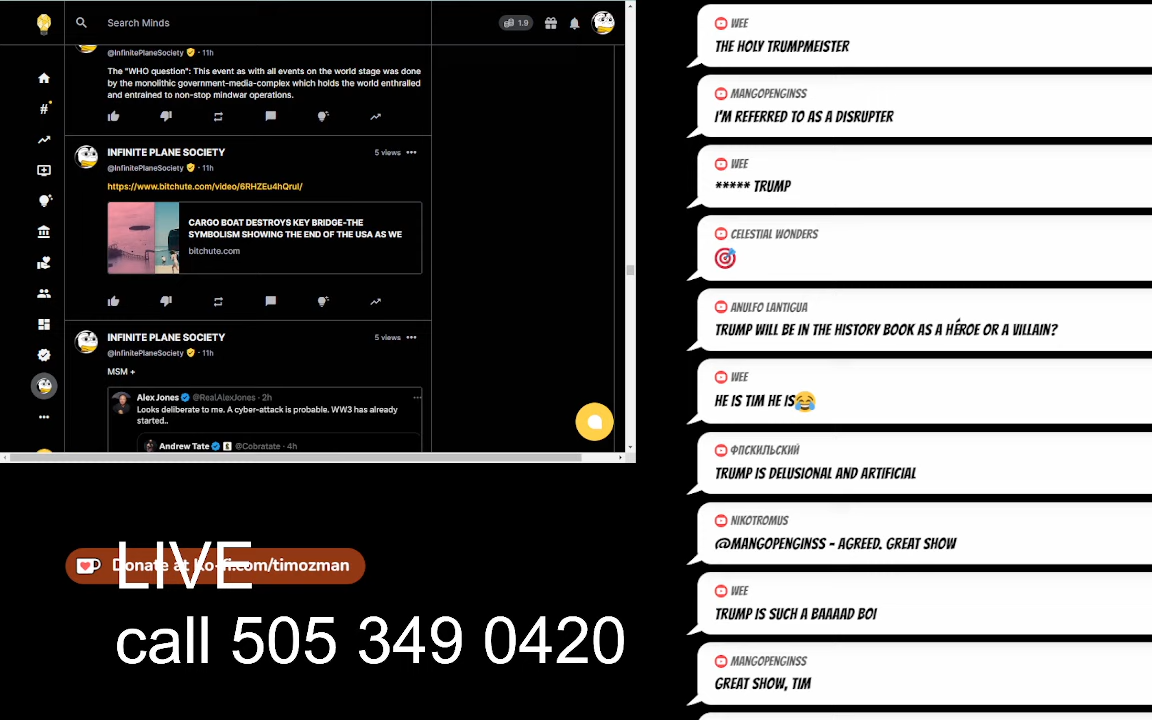 Search Minds
1.9
@InfinitePlaneSociety · 11h
The "WHO question": This event as with all events on the world stage was done
by the monolithic government-media-complex which holds the world enthralled
and entrained to non-stop mindwar operations.
INFINITE PLANE SOCIETY
5 views
@InfinitePlaneSociety · 11h
https://www.bitchute.com/video/6RHZEu4hQruI/
CARGO BOAT DESTROYS KEY BRIDGE-THE
SYMBOLISM SHOWING THE END OF THE USA AS WE
bitchute.com
INFINITE PLANE SOCIETY
5 views
@InfinitePlaneSociety · 11h
MSM +
Alex Jones @RealAlexJones · 2h
Looks deliberate to me. A cyber-attack is probable. WW3 has already
started..
Andrew Tate @Cobratate · 4h
Donate at ko-fi.com/timozman
LIVE
call 505 349 0420
WEE
THE HOLY TRUMPMEISTER
MANGOPENGINSS
I'M REFERRED TO AS A DISRUPTER
WEE
***** TRUMP
CELESTIAL WONDERS
ANULFO LANTIGUA
TRUMP WILL BE IN THE HISTORY BOOK AS A HÉROE OR A VILLAIN?
WEE
HE IS TIM HE IS
ФПСКИЛЬСКИЙ
TRUMP IS DELUSIONAL AND ARTIFICIAL
NIKOTROMUS
@MANGOPENGINSS - AGREED. GREAT SHOW
WEE
TRUMP IS SUCH A BAAAAD BOI
MANGOPENGINSS
GREAT SHOW, TIM